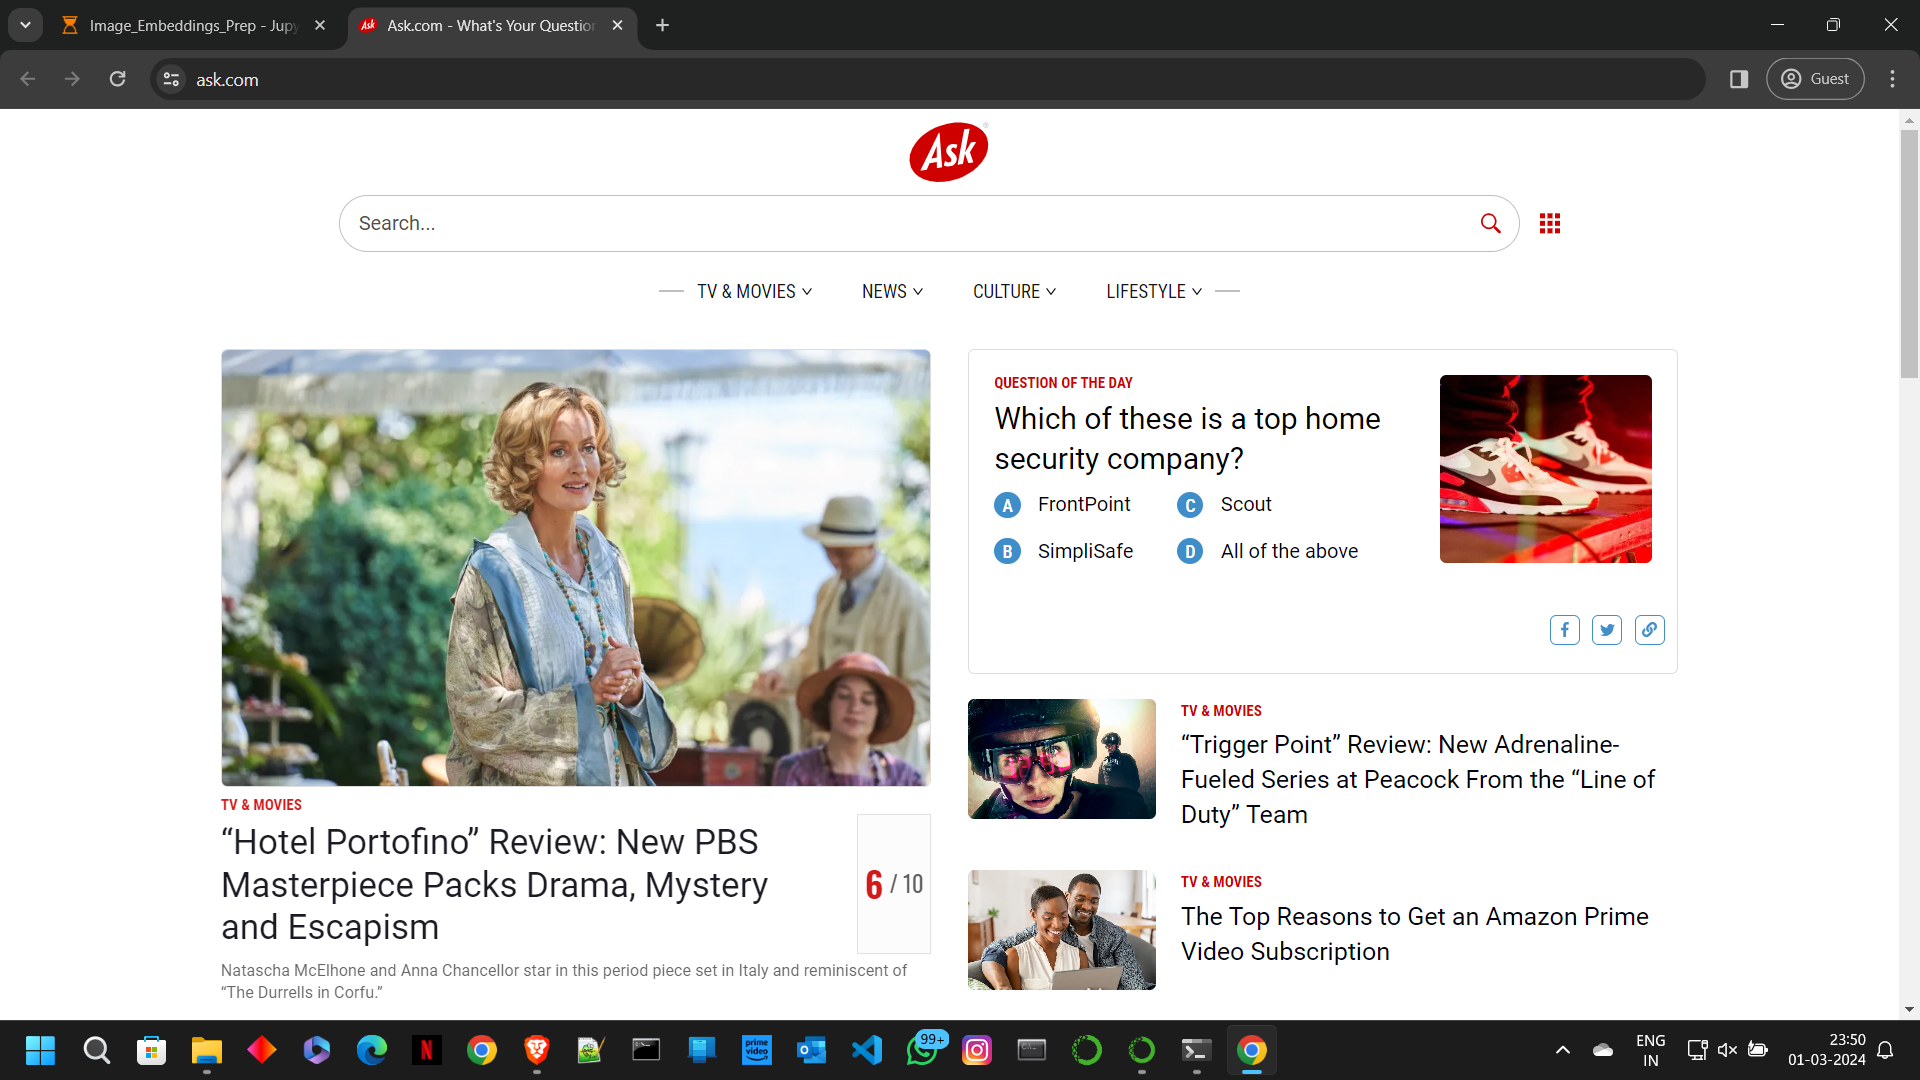 Image_Embeddings_Prep - Jup
Ask
Ask.com - What's Your Question
ask.com
Guest
Ask
Search...
TV & MOVIES
NEWS
CULTURE
LIFESTYLE
QUESTION OF THE DAY
Which of these is a top home
security company?
A FrontPoint
C Scout
B SimpliSafe
D All of the above
TV & MOVIES
“Hotel Portofino” Review: New PBS
Masterpiece Packs Drama, Mystery
and Escapism
6 / 10
Natascha McElhone and Anna Chancellor star in this period piece set in Italy and reminiscent of
“The Durrells in Corfu.”
TV & MOVIES
“Trigger Point” Review: New Adrenaline-
Fueled Series at Peacock From the “Line of
Duty” Team
TV & MOVIES
The Top Reasons to Get an Amazon Prime
Video Subscription
N
prime
video
99+
ENG
IN
23:50
01-03-2024